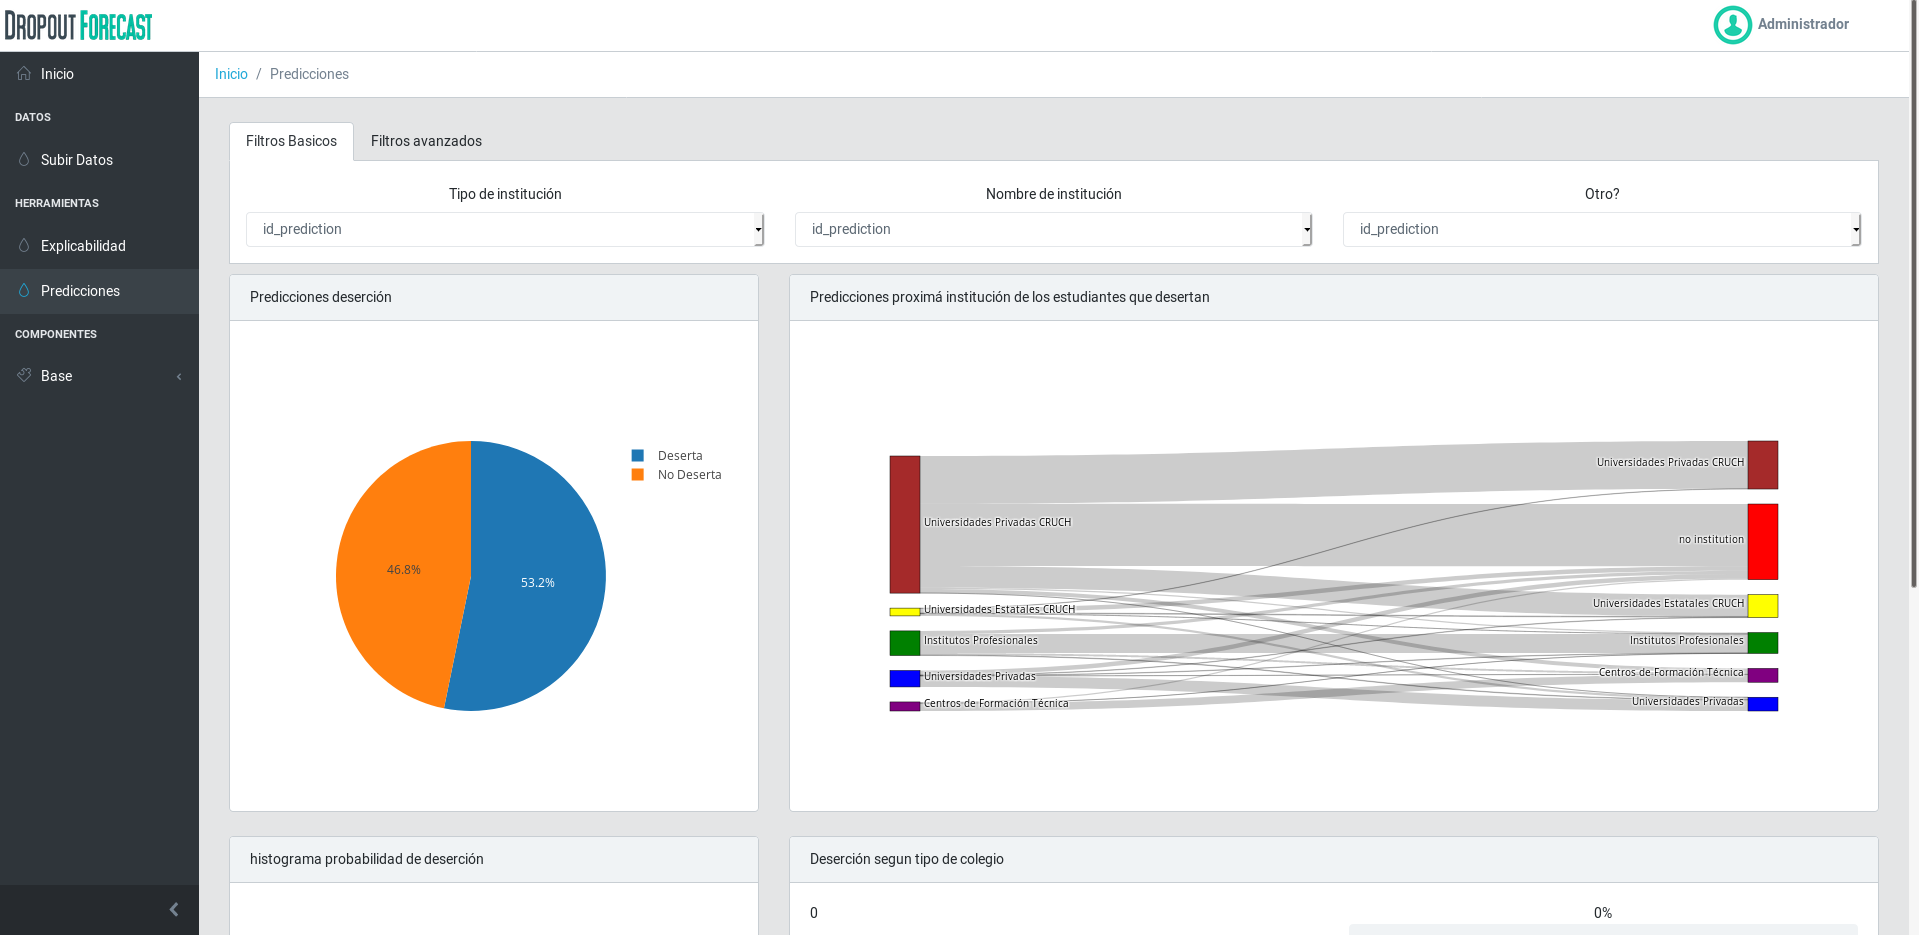 DROPOUT FORECAST
Administrador
Inicio
DATOS
Subir Datos
HERRAMIENTAS
Explicabilidad
Predicciones
COMPONENTES
Base
Inicio / Predicciones
Filtros Basicos
Filtros avanzados
Tipo de institución
Nombre de institución
Otro?
id_prediction
id_prediction
id_prediction
Predicciones deserción
Deserta
No Deserta
46.8%
53.2%
Predicciones proximá institución de los estudiantes que desertan
Universidades Privadas CRUCH
Universidades Estatales CRUCH
Institutos Profesionales
Universidades Privadas
Centros de Formación Técnica
Universidades Privadas CRUCH
no institution
Universidades Estatales CRUCH
Institutos Profesionales
Centros de Formación Técnica
Universidades Privadas
histograma probabilidad de deserción
Deserción segun tipo de colegio
0
0%